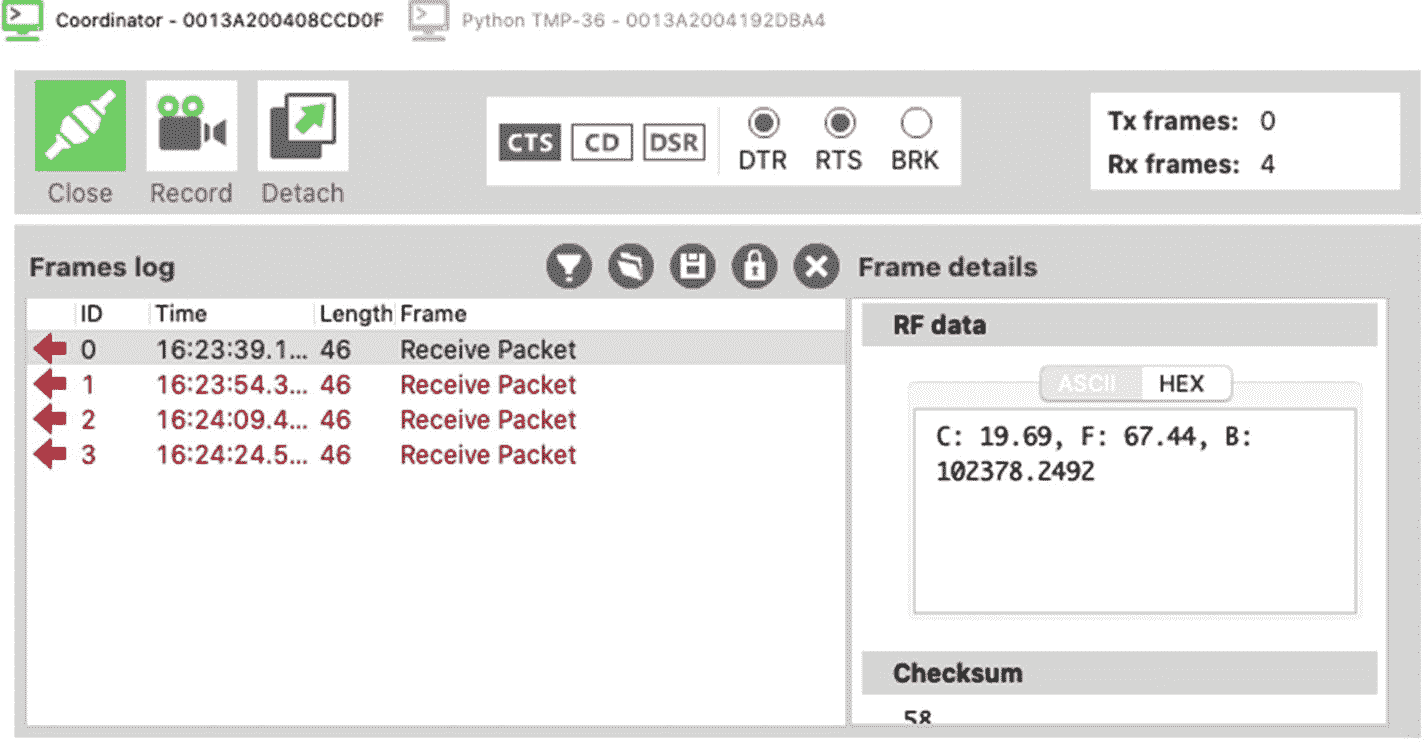 Coordinator - 0013A200408CCD0F Python TMP-36 - 0013A2004192DBA4
CTS CD DSR
DTR RTS BRK
Tx frames: 0
Rx frames: 4
Close Record Detach
Frames log
ID Time Length Frame
0 16:23:39.1... 46 Receive Packet
1 16:23:54.3... 46 Receive Packet
2 16:24:09.4... 46 Receive Packet
3 16:24:24.5... 46 Receive Packet
Frame details
RF data
ASCII HEX
C: 19.69, F: 67.44, B:
102378.2492
Checksum
58